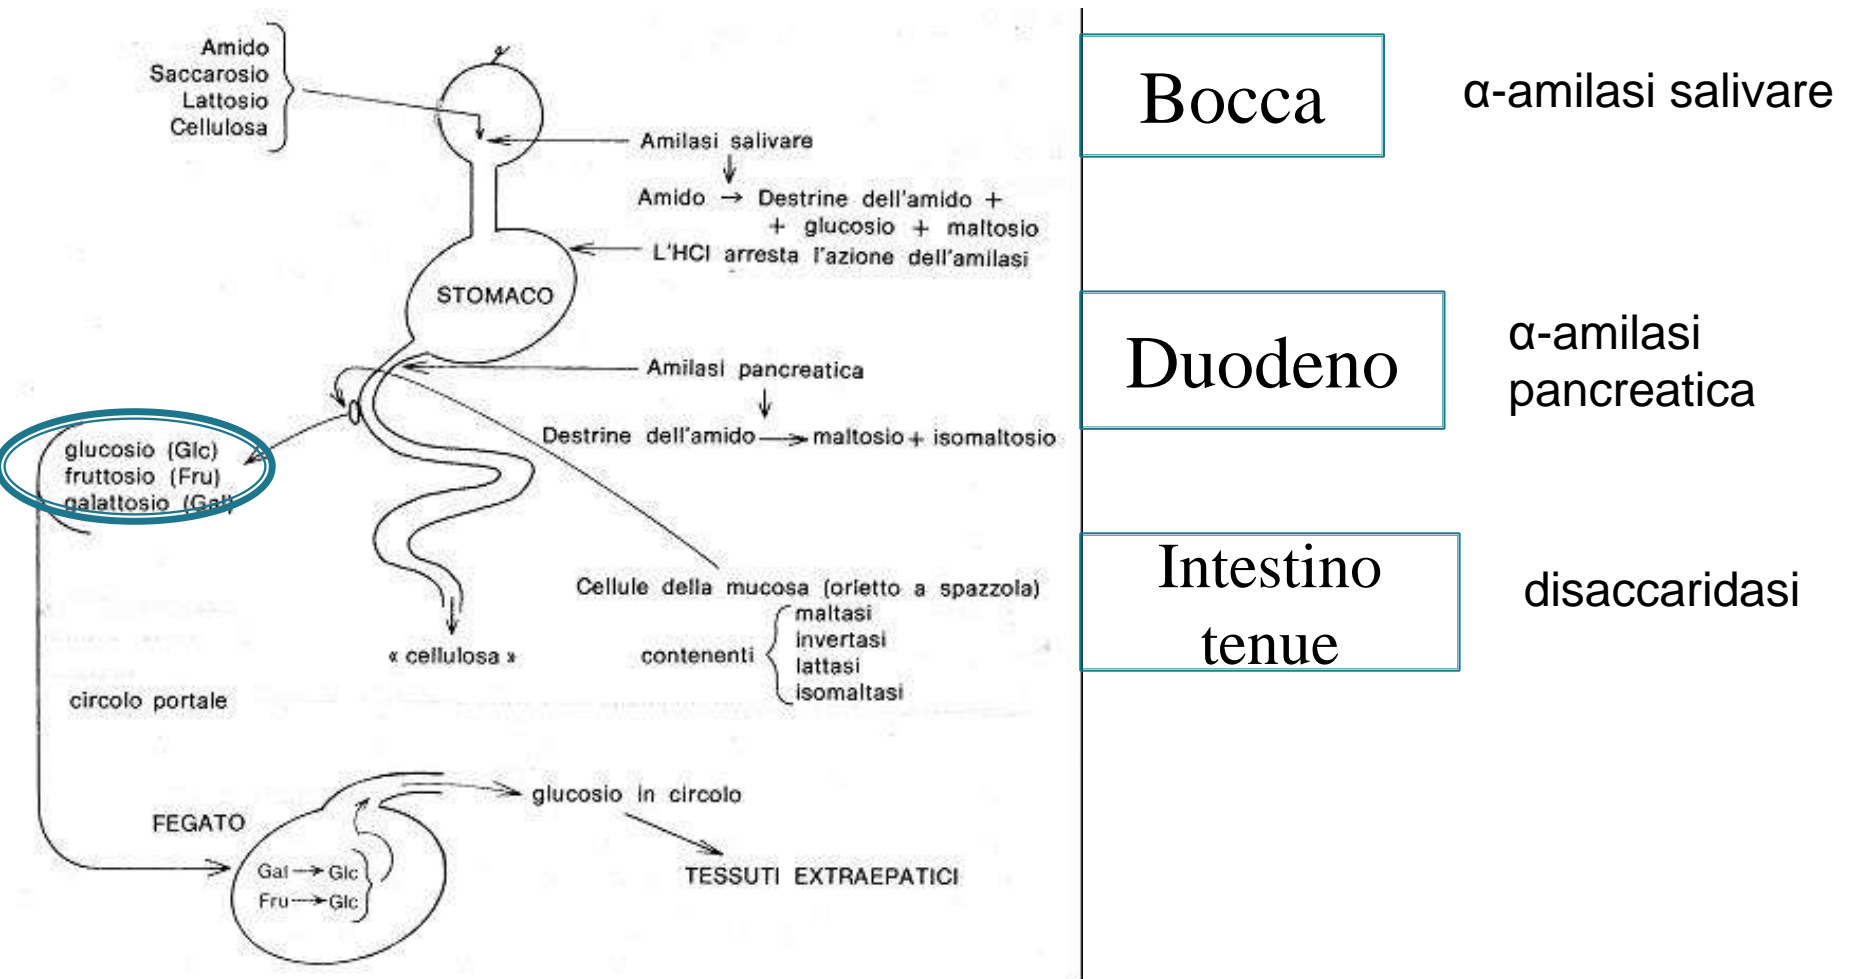 Amido
Saccarosio
Lattosio
Cellulosa
Amilasi salivare
Amido → Destrine dell'amido +
+ glucosio + maltosio
L'HCl arresta l'azione dell'amilasi
STOMACO
Amilasi pancreatica
Destrine dell'amido → maltosio + isomaltosio
glucosio (Glc)
fruttosio (Fru)
galattosio (Gal)
Cellule della mucosa (orletto a spazzola)
contenenti
maltasi
invertasi
lattasi
isomaltasi
« cellulosa »
circolo portale
FEGATO
Gal → Glc
Fru → Glc
glucosio in circolo
TESSUTI EXTRAEPATICI
Bocca
α-amilasi salivare
Duodeno
α-amilasi
pancreatica
Intestino
tenue
disaccaridasi